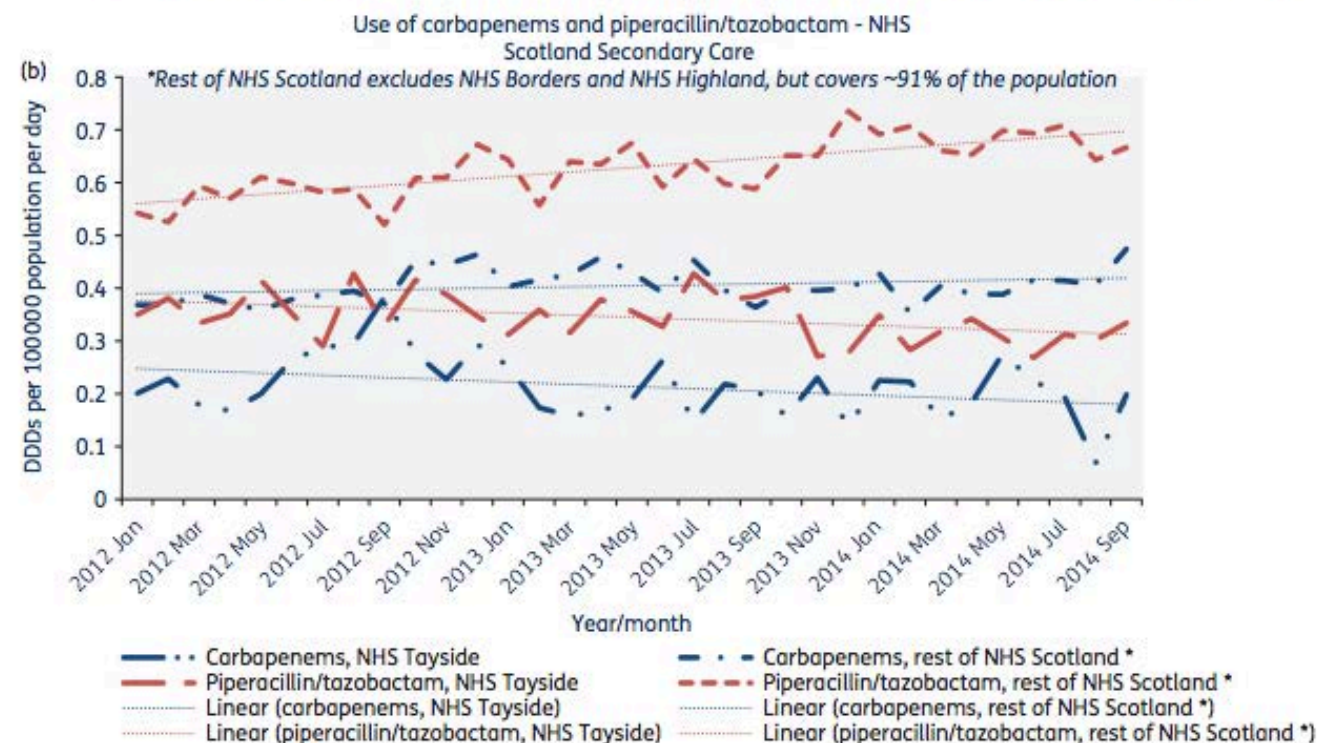 Use of carbapenems and piperacillin/tazobactam - NHS
Scotland Secondary Care
(b)
*Rest of NHS Scotland excludes NHS Borders and NHS Highland, but covers ~91% of the population
DDDs per 100000 population per day
0.8
0.7
0.6
0.5
0.4
0.3
0.2
0.1
0
2012 Jan
2012 Mar
2012 May
2012 Jul
2012 Sep
2012 Nov
2013 Jan
2013 Mar
2013 May
2013 Jul
2013 Sep
2013 Nov
2014 Jan
2014 Mar
2014 May
2014 Jul
2014 Sep
Year/month
Carbapenems, NHS Tayside
Carbapenems, rest of NHS Scotland *
Piperacillin/tazobactam, NHS Tayside
Piperacillin/tazobactam, rest of NHS Scotland *
Linear (carbapenems, NHS Tayside)
Linear (carbapenems, rest of NHS Scotland *)
Linear (piperacillin/tazobactam, NHS Tayside)
Linear (piperacillin/tazobactam, rest of NHS Scotland *)